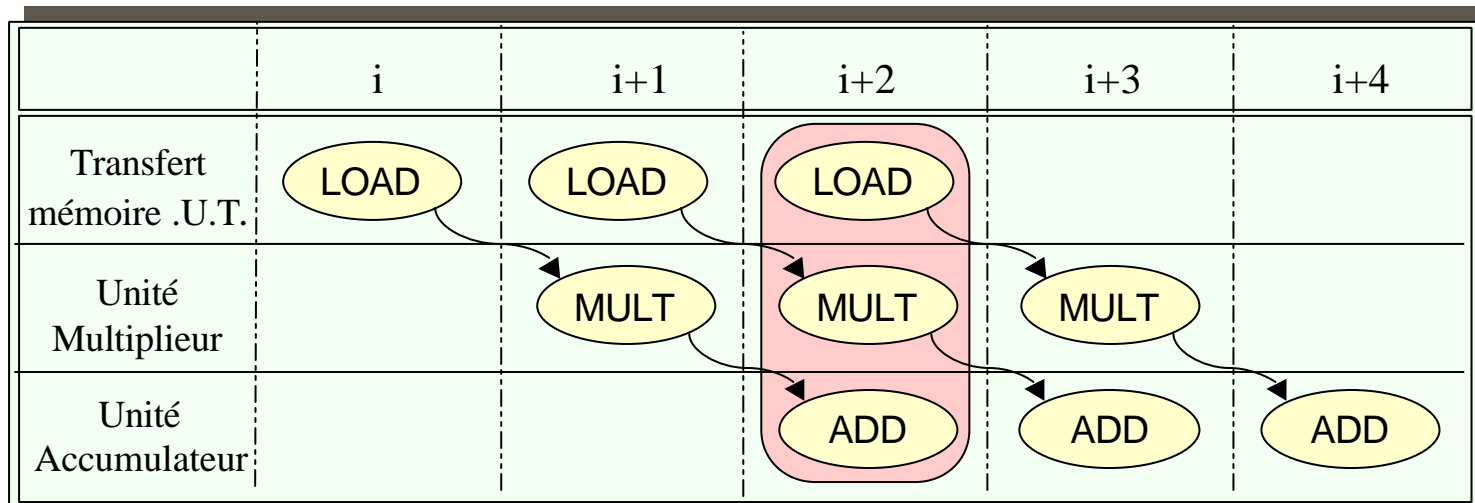 i i+1 i+2 i+3 i+4
Transfert
mémoire .U.T.
LOAD LOAD LOAD
Unité
Multiplieur
MULT MULT MULT
Unité
Accumulateur
ADD ADD ADD